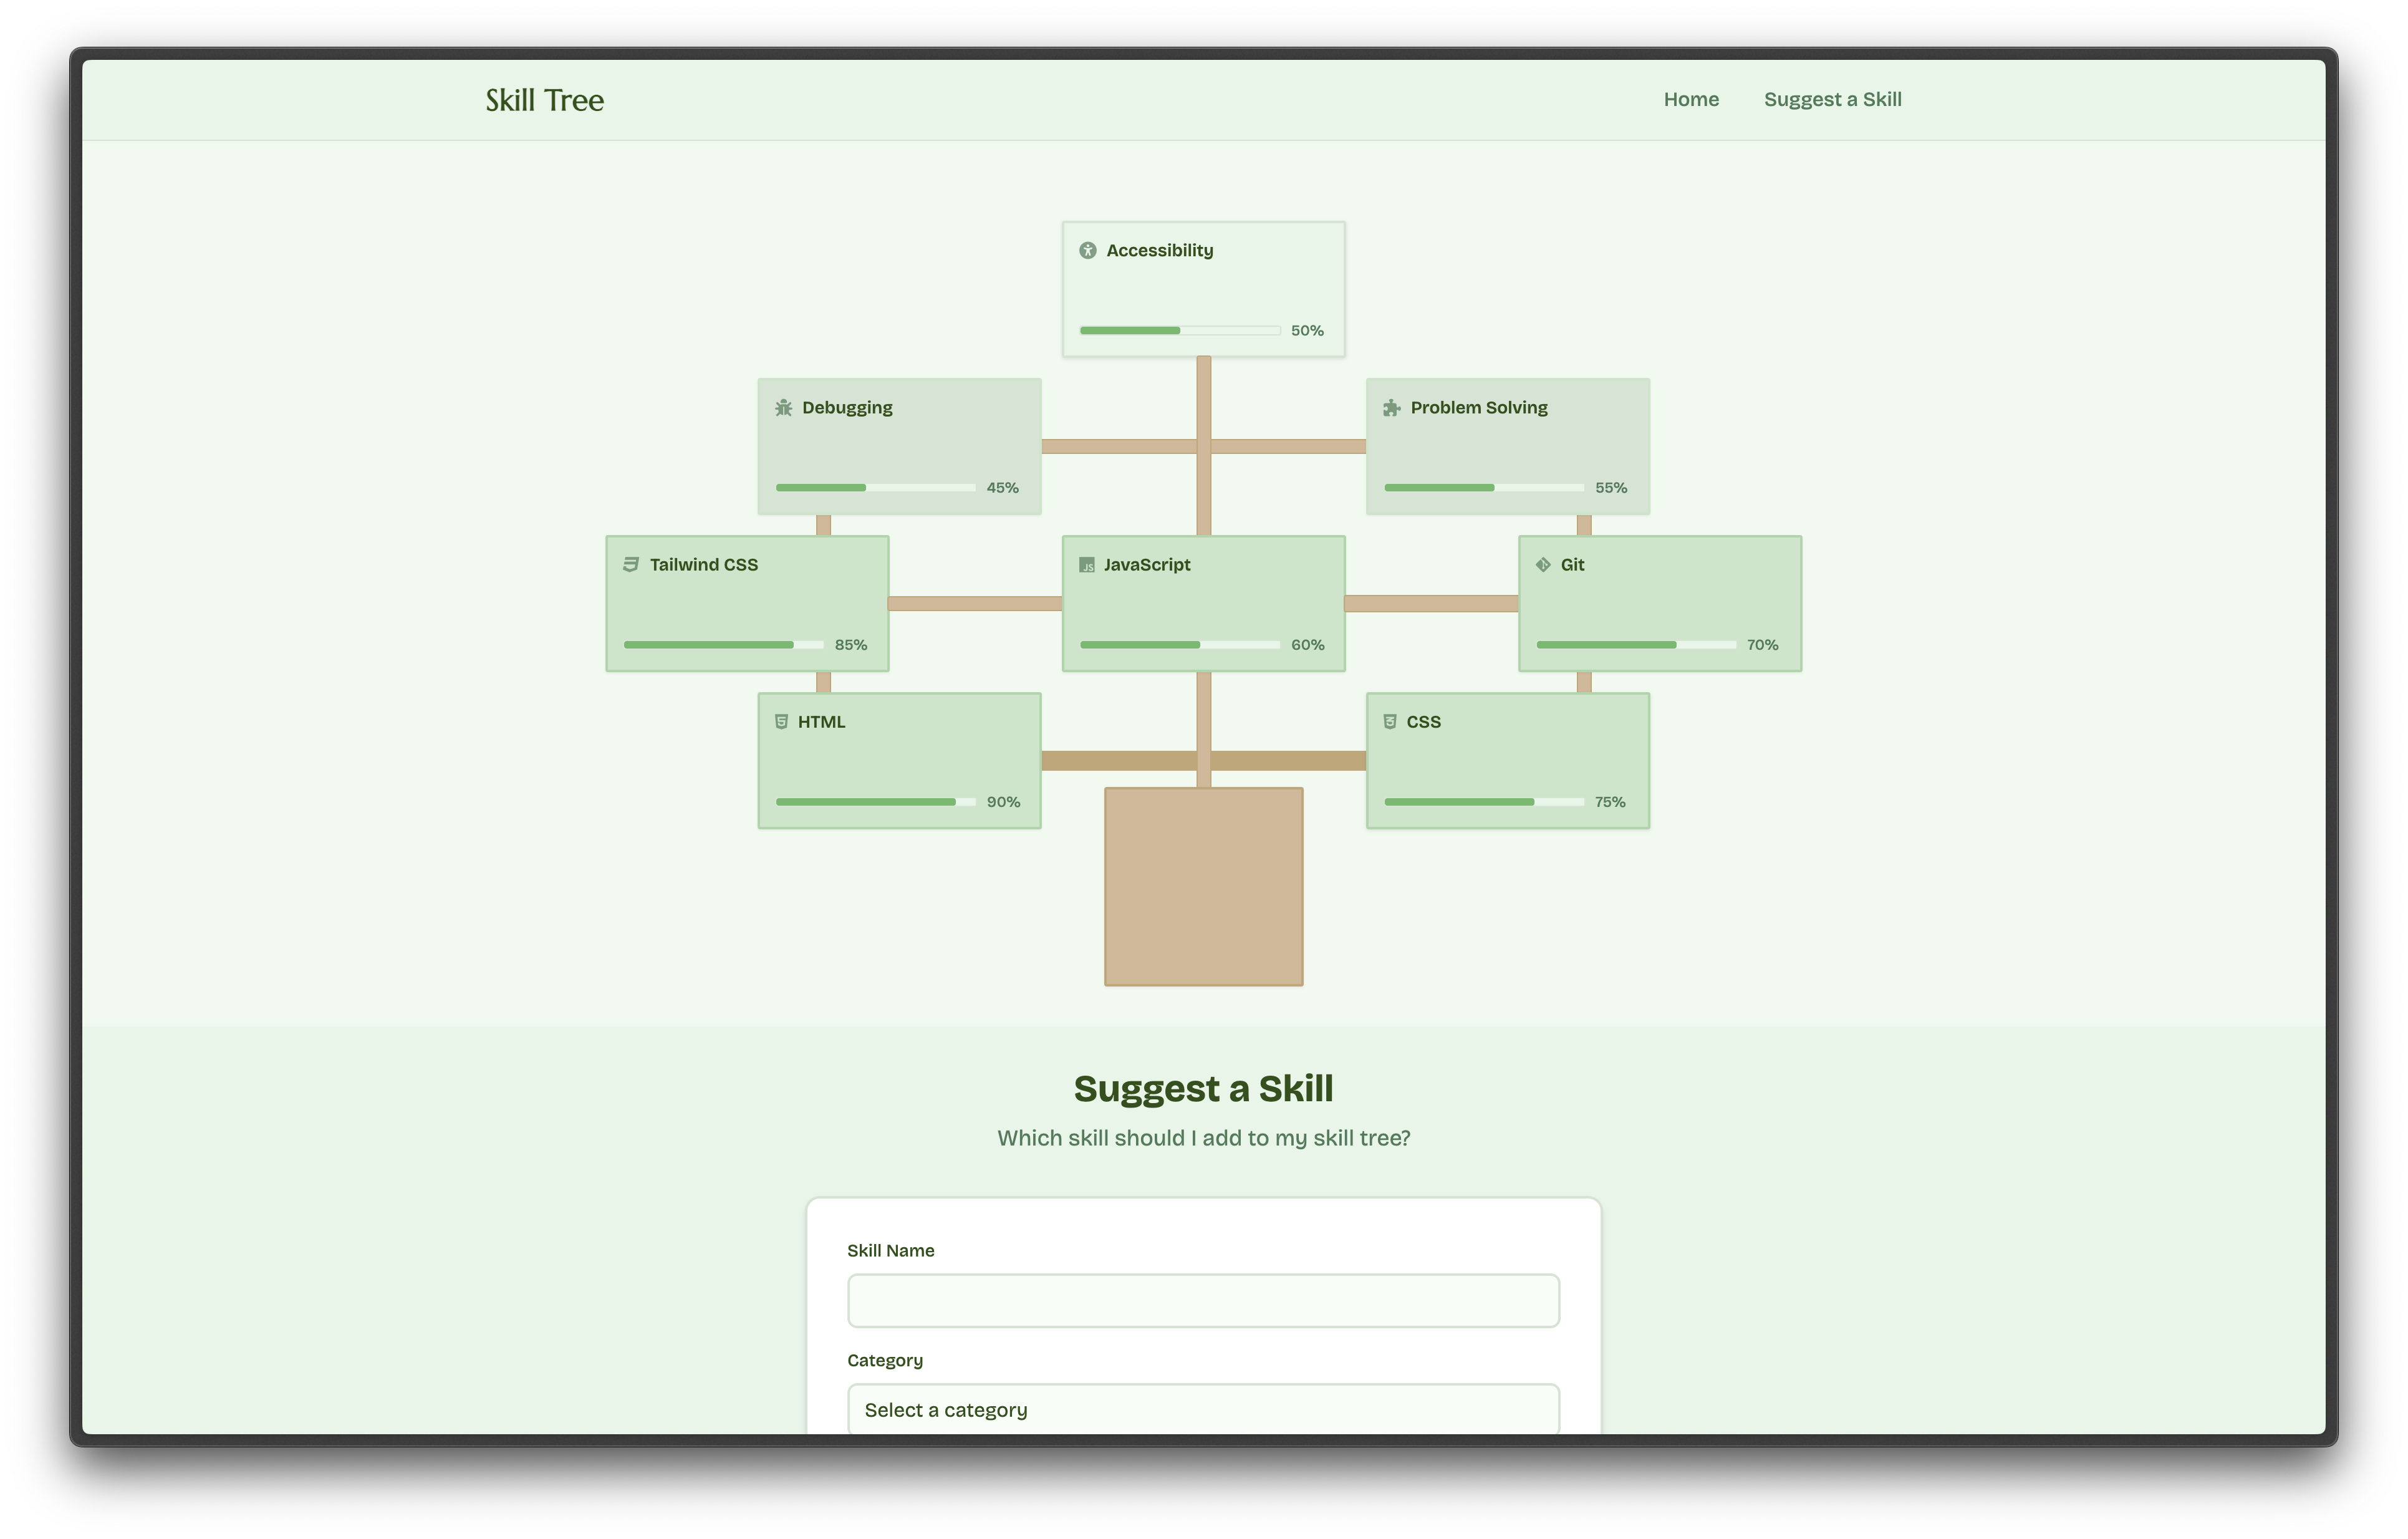 Skill Tree
Home
Suggest a Skill
Accessibility
50%
Debugging
45%
Problem Solving
55%
Tailwind CSS
85%
JavaScript
60%
Git
70%
HTML
90%
CSS
75%
Suggest a Skill
Which skill should I add to my skill tree?
Skill Name
Category
Select a category